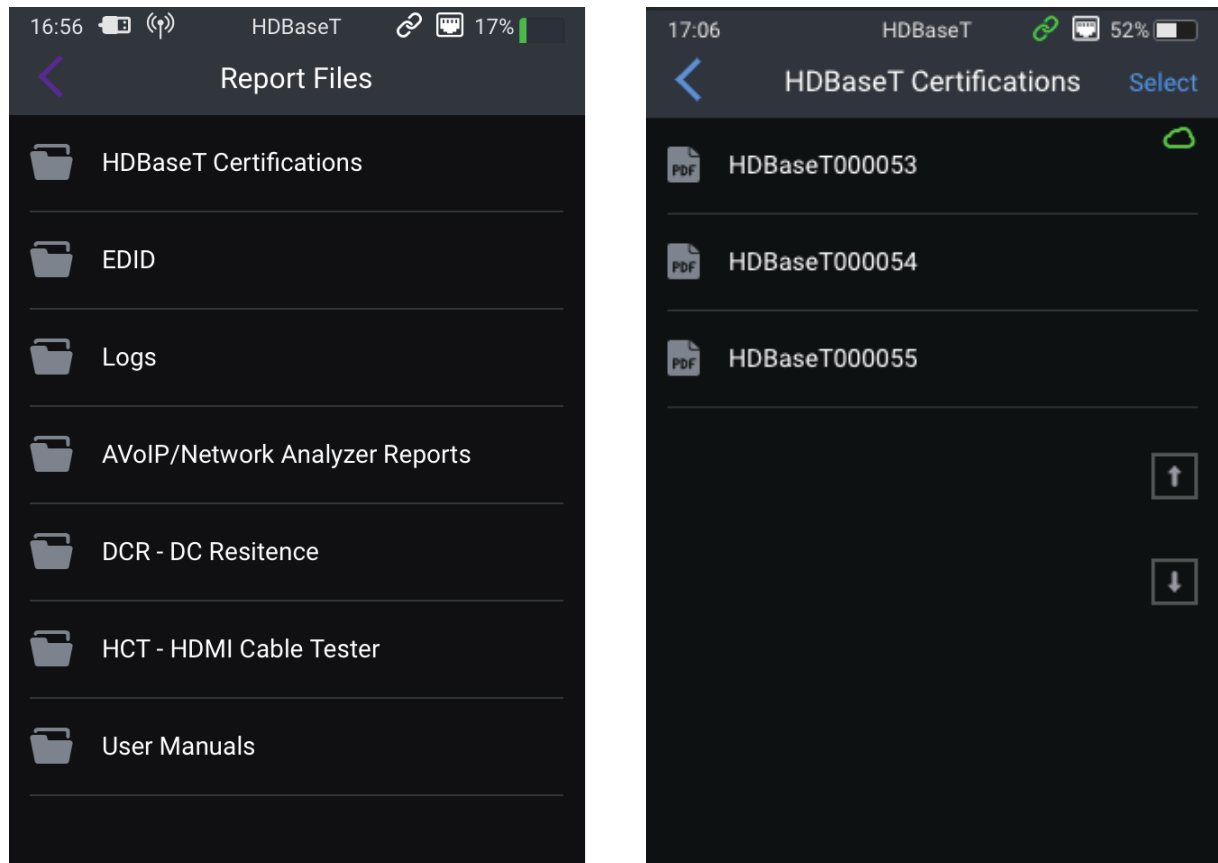 16:56 HDBaseT 17%
Report Files
HDBaseT Certifications
EDID
Logs
AVoIP/Network Analyzer Reports
DCR - DC Resitence
HCT - HDMI Cable Tester
User Manuals
17:06 HDBaseT 52%
HDBaseT Certifications Select
PDF HDBaseT000053
PDF HDBaseT000054
PDF HDBaseT000055